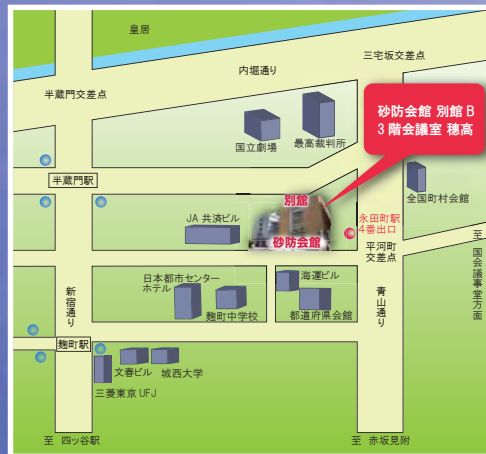 皇居
三宅坂交差点
内堀通り
半蔵門交差点
砂防会館 別館 B
3 階会議室 穂高
国立劇場
最高裁判所
半蔵門駅
全国町村会館
別館
JA 共済ビル
永田町駅
4番出口
砂防会館
平河町
交差点
至 国会議事堂方面
日本都市センター
ホテル
海運ビル
新宿通り
青山通り
麹町中学校
都道府県会館
麹町駅
文春ビル
城西大学
三菱東京 UFJ
至 四ッ谷駅
至 赤坂見附